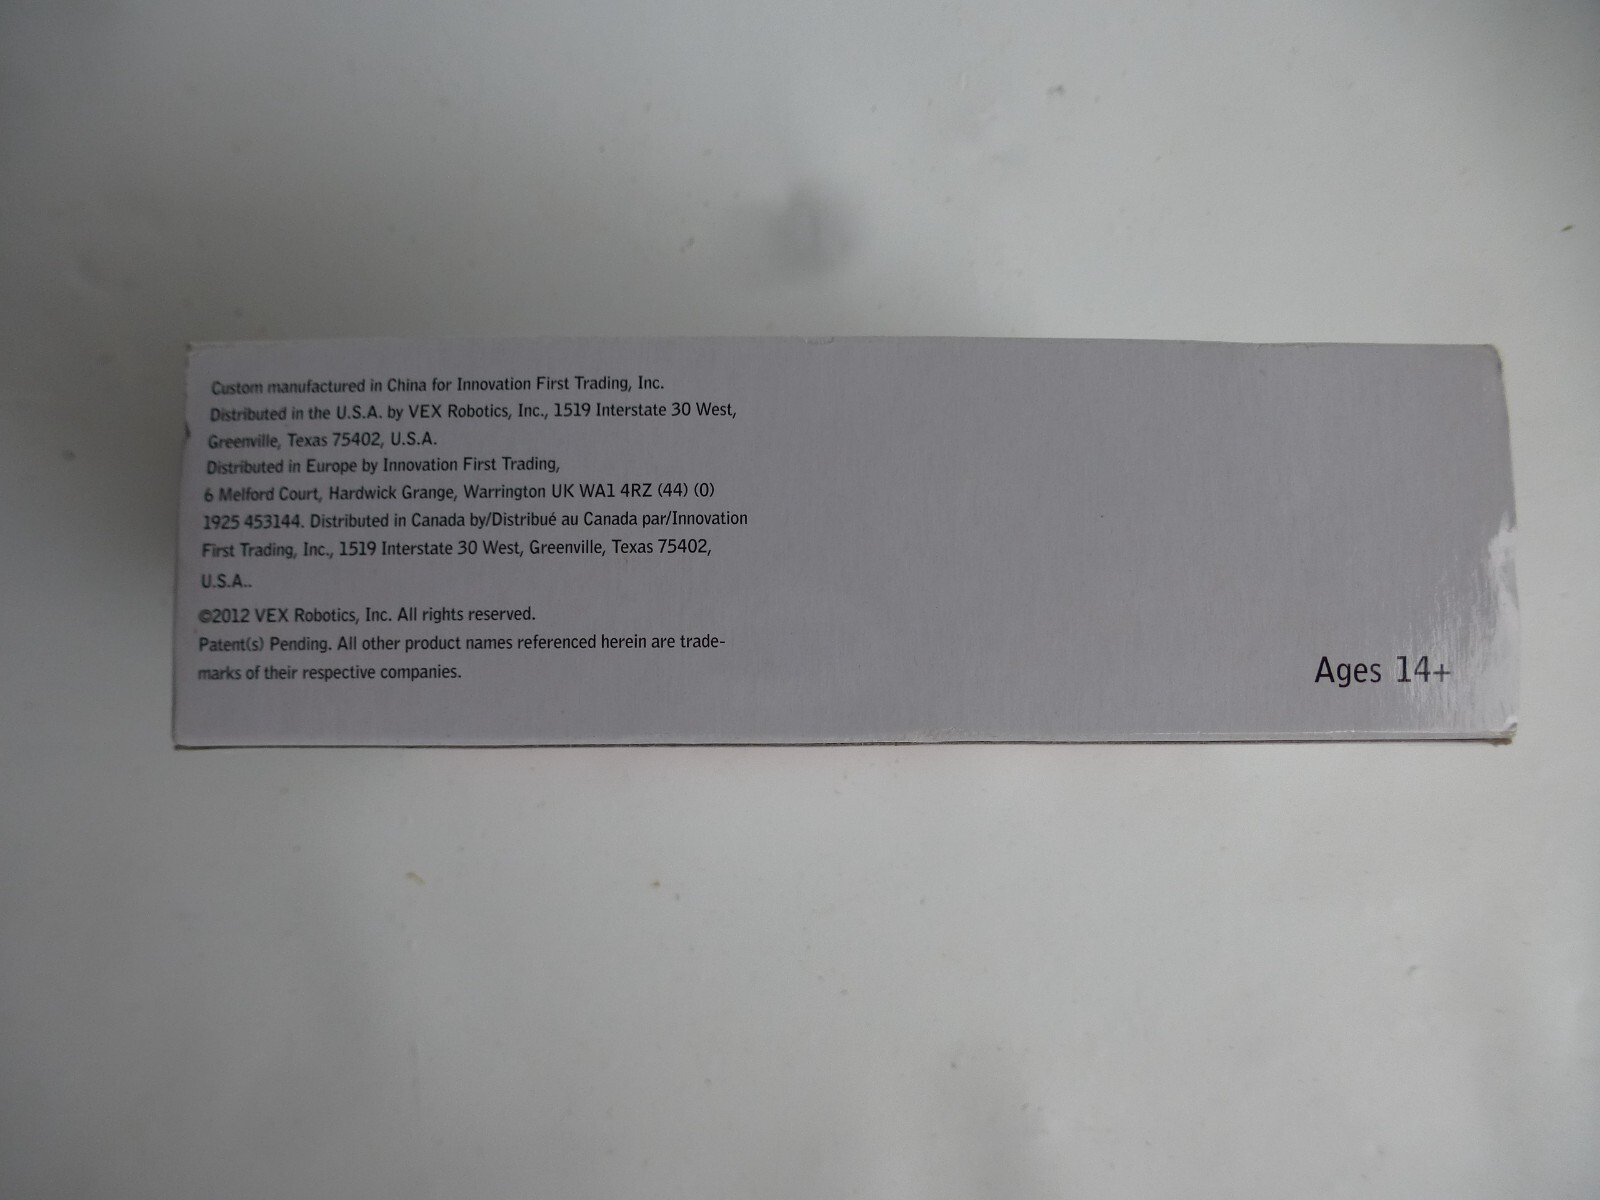 Custom manufactured in China for Innovation First Trading, Inc.
Distributed in the U.S.A. by VEX Robotics, Inc., 1519 Interstate 30 West,
Greenville, Texas 75402, U.S.A.
Distributed in Europe by Innovation First Trading,
6 Melford Court, Hardwick Grange, Warrington UK WA1 4RZ (44) (0)
1925 453144. Distributed in Canada by/Distribué au Canada par/Innovation
First Trading, Inc., 1519 Interstate 30 West, Greenville, Texas 75402,
U.S.A..
©2012 VEX Robotics, Inc. All rights reserved.
Patent(s) Pending. All other product names referenced herein are trade-
marks of their respective companies.
Ages 14+